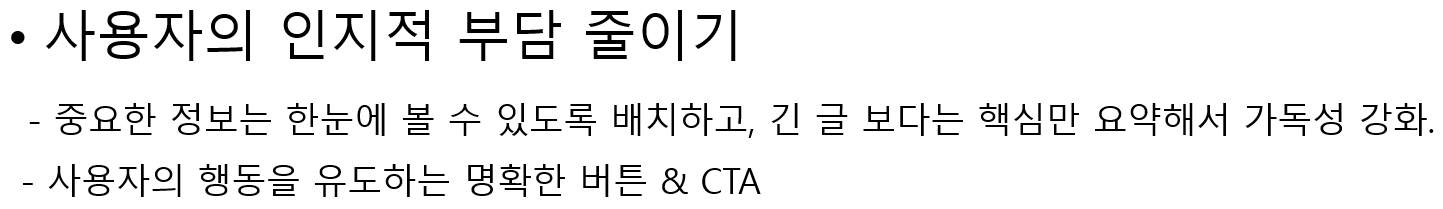 • 사용자의 인지적 부담 줄이기
- 중요한 정보는 한눈에 볼 수 있도록 배치하고, 긴 글 보다는 핵심만 요약해서 가독성 강화.
- 사용자의 행동을 유도하는 명확한 버튼 & CTA